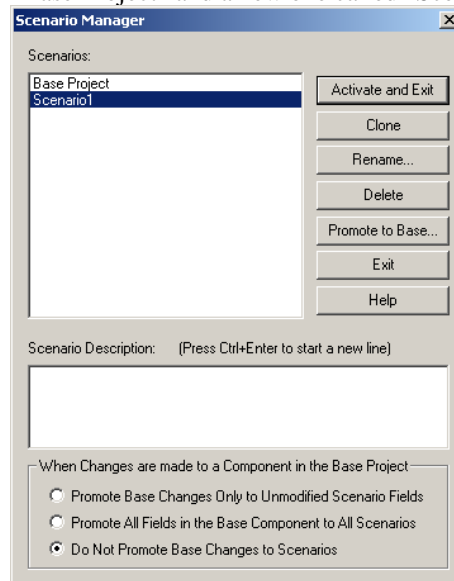 Scenario Manager
Scenarios:
Base Project
Scenario1
Activate and Exit
Clone
Rename...
Delete
Promote to Base...
Exit
Help
Scenario Description: (Press Ctrl+Enter to start a new line)
When Changes are made to a Component in the Base Project
Promote Base Changes Only to Unmodified Scenario Fields
Promote All Fields in the Base Component to All Scenarios
Do Not Promote Base Changes to Scenarios